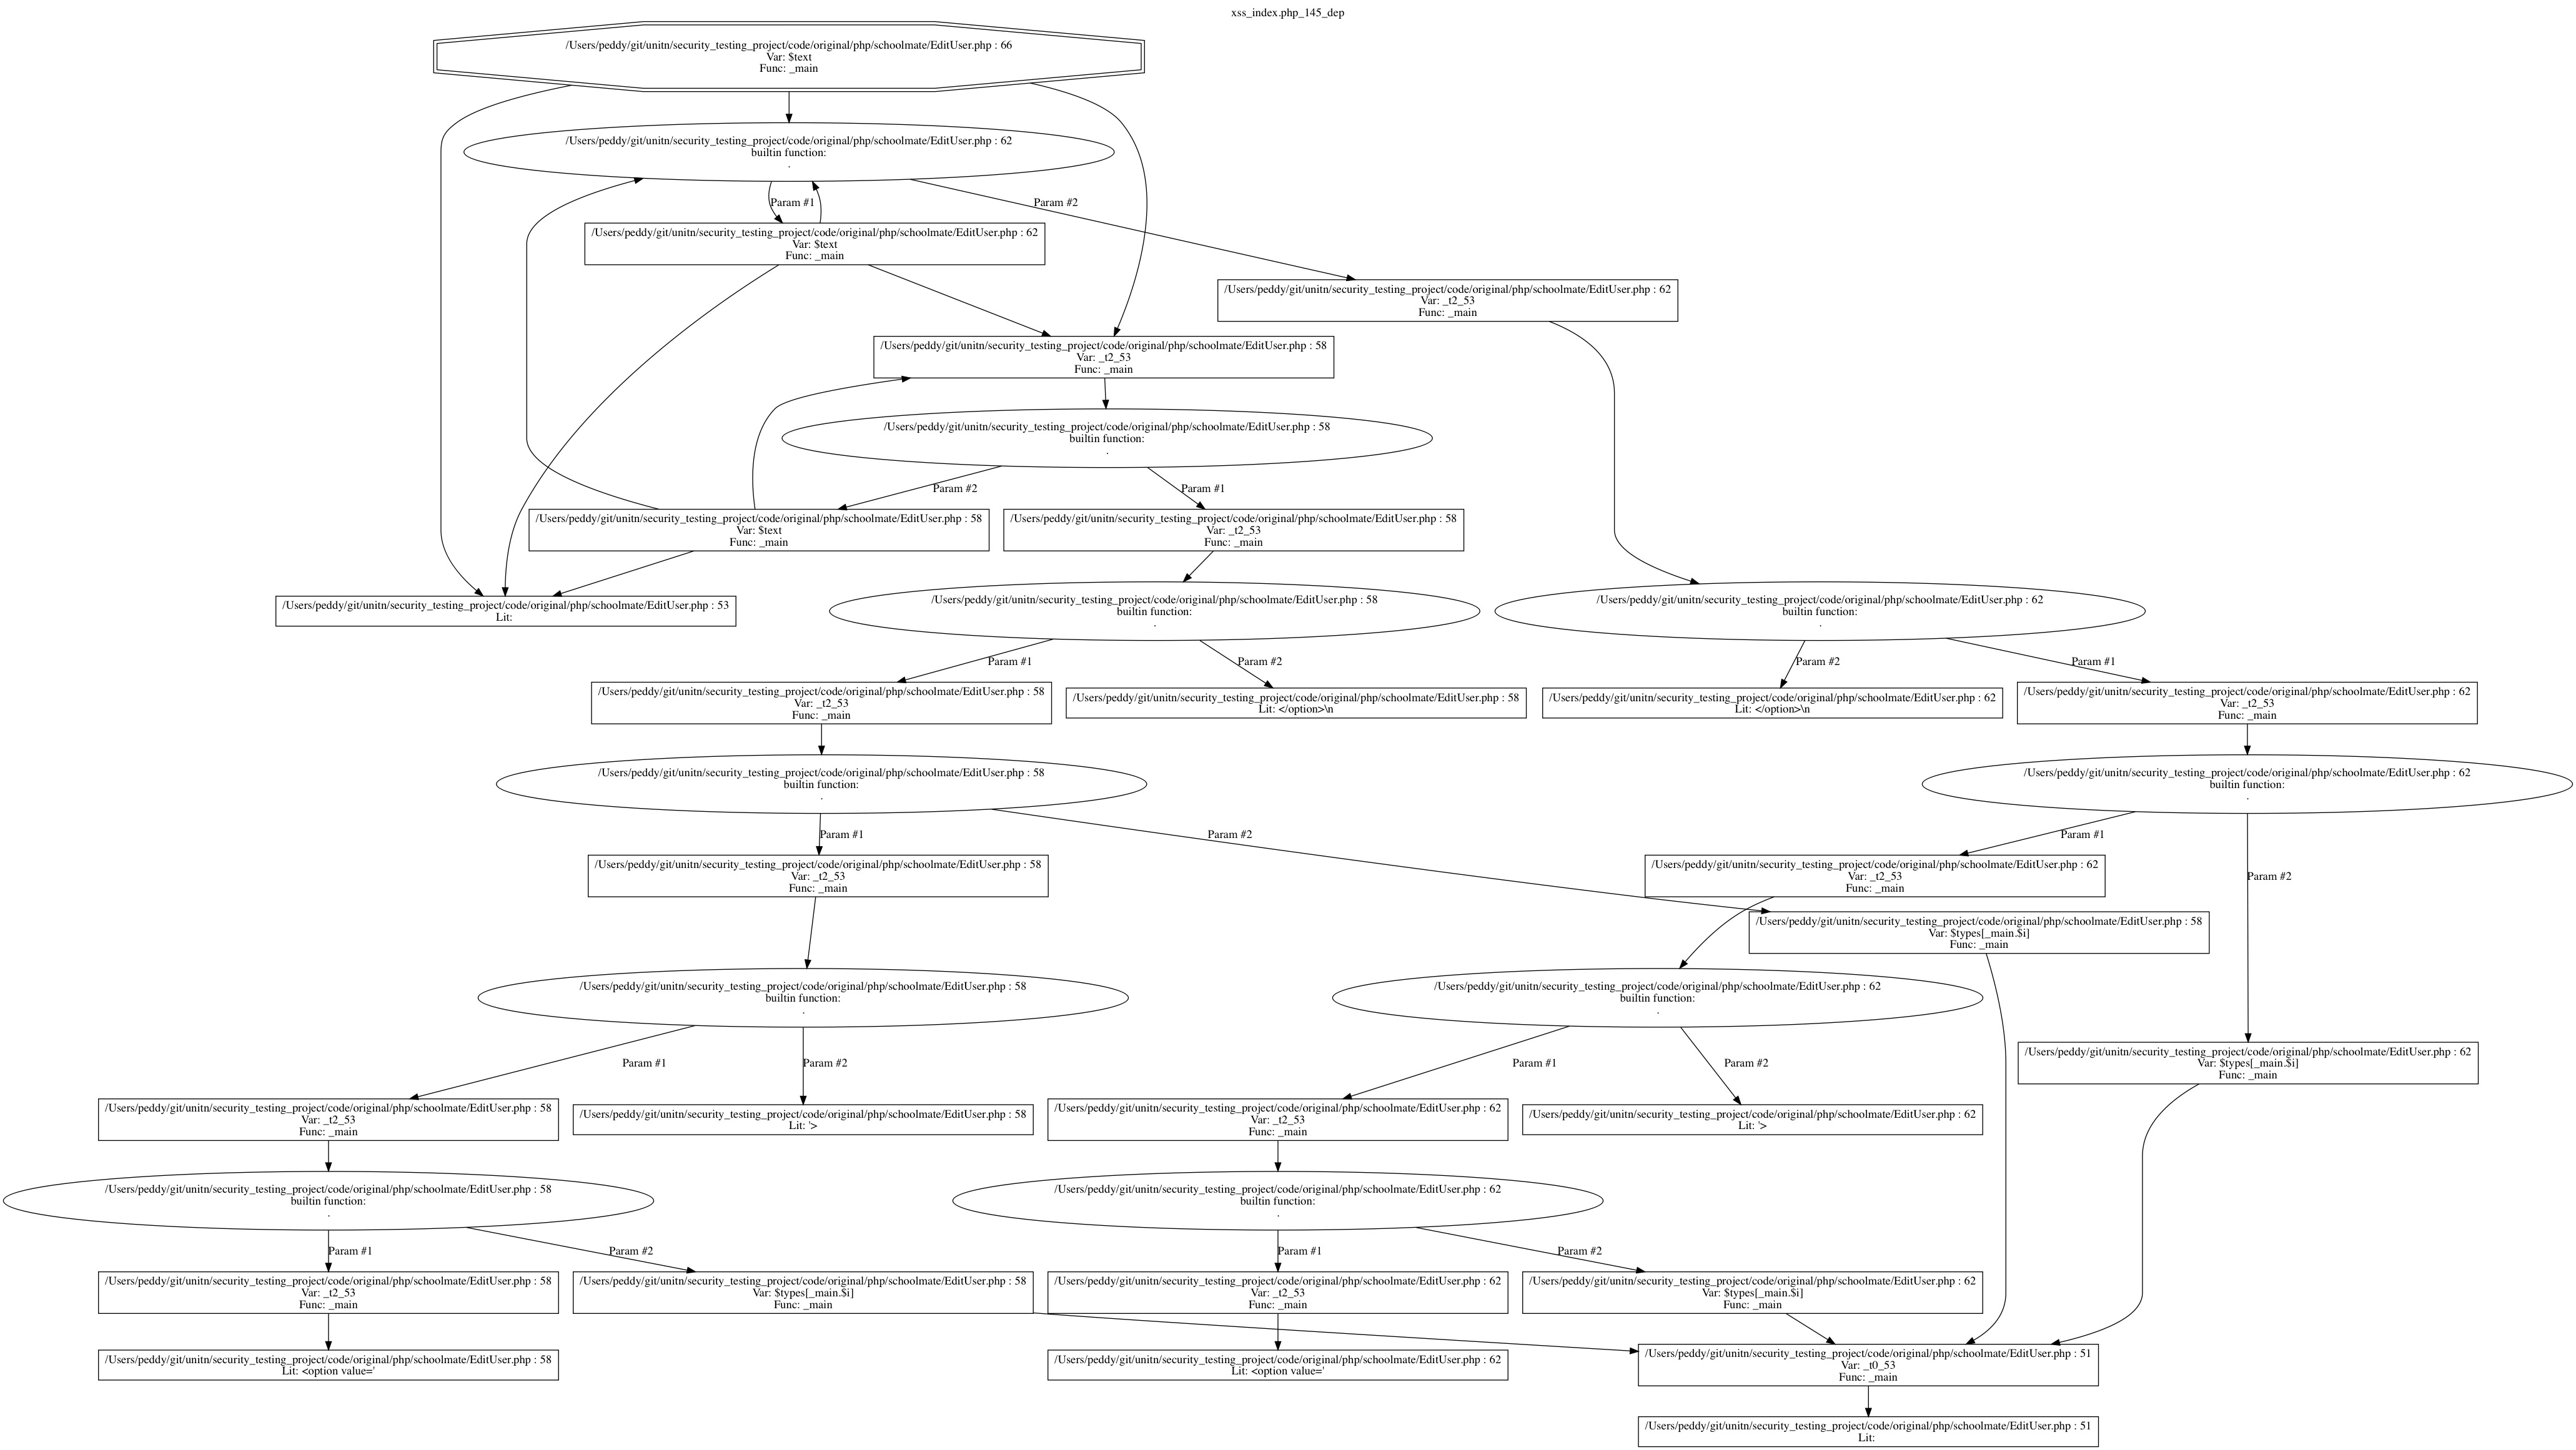 xss_index.php_145_dep
/Users/peddy/git/unitn/security_testing_project/code/original/php/schoolmate/EditUser.php : 66
Var: $text
Func: _main
/Users/peddy/git/unitn/security_testing_project/code/original/php/schoolmate/EditUser.php : 62
builtin function:
.
Param #1
Param #2
/Users/peddy/git/unitn/security_testing_project/code/original/php/schoolmate/EditUser.php : 62
Var: $text
Func: _main
/Users/peddy/git/unitn/security_testing_project/code/original/php/schoolmate/EditUser.php : 62
Var: _t2_53
Func: _main
/Users/peddy/git/unitn/security_testing_project/code/original/php/schoolmate/EditUser.php : 58
Var: _t2_53
Func: _main
/Users/peddy/git/unitn/security_testing_project/code/original/php/schoolmate/EditUser.php : 58
builtin function:
.
Param #2
Param #1
/Users/peddy/git/unitn/security_testing_project/code/original/php/schoolmate/EditUser.php : 58
Var: $text
Func: _main
/Users/peddy/git/unitn/security_testing_project/code/original/php/schoolmate/EditUser.php : 58
Var: _t2_53
Func: _main
/Users/peddy/git/unitn/security_testing_project/code/original/php/schoolmate/EditUser.php : 53
Lit:
/Users/peddy/git/unitn/security_testing_project/code/original/php/schoolmate/EditUser.php : 58
builtin function:
.
/Users/peddy/git/unitn/security_testing_project/code/original/php/schoolmate/EditUser.php : 62
builtin function:
.
Param #1
Param #2
Param #2
Param #1
/Users/peddy/git/unitn/security_testing_project/code/original/php/schoolmate/EditUser.php : 58
Var: _t2_53
Func: _main
/Users/peddy/git/unitn/security_testing_project/code/original/php/schoolmate/EditUser.php : 58
Lit: </option>\n
/Users/peddy/git/unitn/security_testing_project/code/original/php/schoolmate/EditUser.php : 62
Lit: </option>\n
/Users/peddy/git/unitn/security_testing_project/code/original/php/schoolmate/EditUser.php : 62
Var: _t2_53
Func: _main
/Users/peddy/git/unitn/security_testing_project/code/original/php/schoolmate/EditUser.php : 58
builtin function:
.
/Users/peddy/git/unitn/security_testing_project/code/original/php/schoolmate/EditUser.php : 62
builtin function:
.
Param #1
Param #2
Param #1
Param #2
/Users/peddy/git/unitn/security_testing_project/code/original/php/schoolmate/EditUser.php : 58
Var: _t2_53
Func: _main
/Users/peddy/git/unitn/security_testing_project/code/original/php/schoolmate/EditUser.php : 62
Var: _t2_53
Func: _main
/Users/peddy/git/unitn/security_testing_project/code/original/php/schoolmate/EditUser.php : 58
Var: $types[_main.$i]
Func: _main
/Users/peddy/git/unitn/security_testing_project/code/original/php/schoolmate/EditUser.php : 58
builtin function:
.
/Users/peddy/git/unitn/security_testing_project/code/original/php/schoolmate/EditUser.php : 62
builtin function:
.
Param #1
Param #2
Param #1
Param #2
/Users/peddy/git/unitn/security_testing_project/code/original/php/schoolmate/EditUser.php : 62
Var: $types[_main.$i]
Func: _main
/Users/peddy/git/unitn/security_testing_project/code/original/php/schoolmate/EditUser.php : 58
Var: _t2_53
Func: _main
/Users/peddy/git/unitn/security_testing_project/code/original/php/schoolmate/EditUser.php : 58
Lit: '>
/Users/peddy/git/unitn/security_testing_project/code/original/php/schoolmate/EditUser.php : 62
Var: _t2_53
Func: _main
/Users/peddy/git/unitn/security_testing_project/code/original/php/schoolmate/EditUser.php : 62
Lit: '>
/Users/peddy/git/unitn/security_testing_project/code/original/php/schoolmate/EditUser.php : 58
builtin function:
.
/Users/peddy/git/unitn/security_testing_project/code/original/php/schoolmate/EditUser.php : 62
builtin function:
.
Param #1
Param #2
Param #1
Param #2
/Users/peddy/git/unitn/security_testing_project/code/original/php/schoolmate/EditUser.php : 58
Var: _t2_53
Func: _main
/Users/peddy/git/unitn/security_testing_project/code/original/php/schoolmate/EditUser.php : 58
Var: $types[_main.$i]
Func: _main
/Users/peddy/git/unitn/security_testing_project/code/original/php/schoolmate/EditUser.php : 62
Var: _t2_53
Func: _main
/Users/peddy/git/unitn/security_testing_project/code/original/php/schoolmate/EditUser.php : 62
Var: $types[_main.$i]
Func: _main
/Users/peddy/git/unitn/security_testing_project/code/original/php/schoolmate/EditUser.php : 58
Lit: <option value='
/Users/peddy/git/unitn/security_testing_project/code/original/php/schoolmate/EditUser.php : 62
Lit: <option value='
/Users/peddy/git/unitn/security_testing_project/code/original/php/schoolmate/EditUser.php : 51
Var: _t0_53
Func: _main
/Users/peddy/git/unitn/security_testing_project/code/original/php/schoolmate/EditUser.php : 51
Lit: